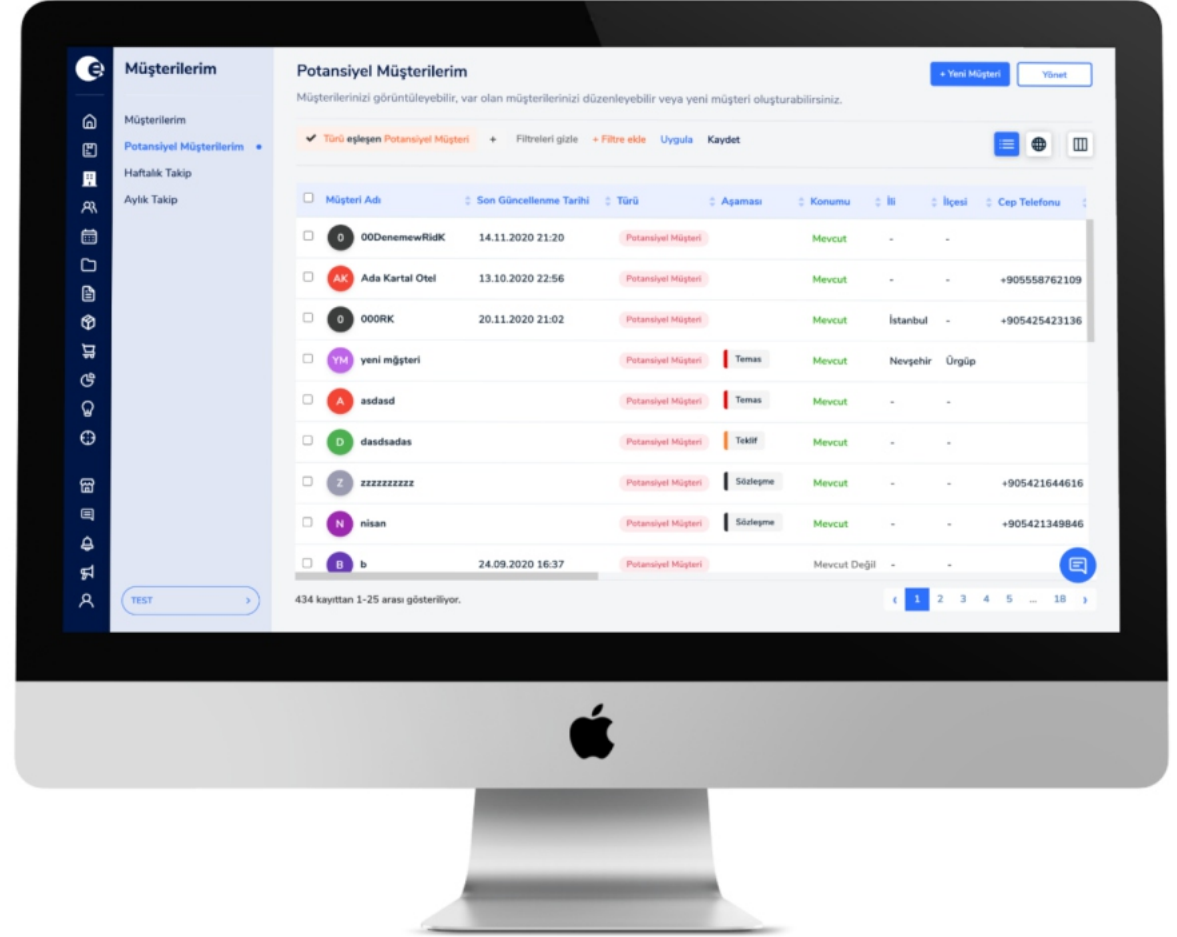 Müşterilerim
Müşterilerim
Potansiyel Müşterilerim
Haftalık Takip
Aylık Takip
TEST
Potansiyel Müşterilerim
+ Yeni Müşteri Yönet
Müşterilerinizi görüntüleyebilir, var olan müşterilerinizi düzenleyebilir veya yeni müşteri oluşturabilirsiniz.
Türü eşleşen Potansiyel Müşteri + Filtreleri gizle + Filtre ekle Uygula Kaydet
Müşteri Adı Son Güncellenme Tarihi Türü Aşaması Konumu İli İlçesi Cep Telefonu
0 00DenemewRidK 14.11.2020 21:20 Potansiyel Müşteri Mevcut - -
AK Ada Kartal Otel 13.10.2020 22:56 Potansiyel Müşteri Mevcut - - +905558762109
0 000RK 20.11.2020 21:02 Potansiyel Müşteri Mevcut İstanbul - +905425423136
YM yeni mğşteri Potansiyel Müşteri Temas Mevcut Nevşehir Ürgüp
A asdasd Potansiyel Müşteri Temas Mevcut - -
D dasdsadas Potansiyel Müşteri Teklif Mevcut - -
Z zzzzzzzzzz Potansiyel Müşteri Sözleşme Mevcut - - +905421644616
N nisan Potansiyel Müşteri Sözleşme Mevcut - - +905421349846
B b 24.09.2020 16:37 Potansiyel Müşteri Mevcut Değil - -
434 kayıttan 1-25 arası gösteriliyor.
‹ 1 2 3 4 5 ... 18 ›